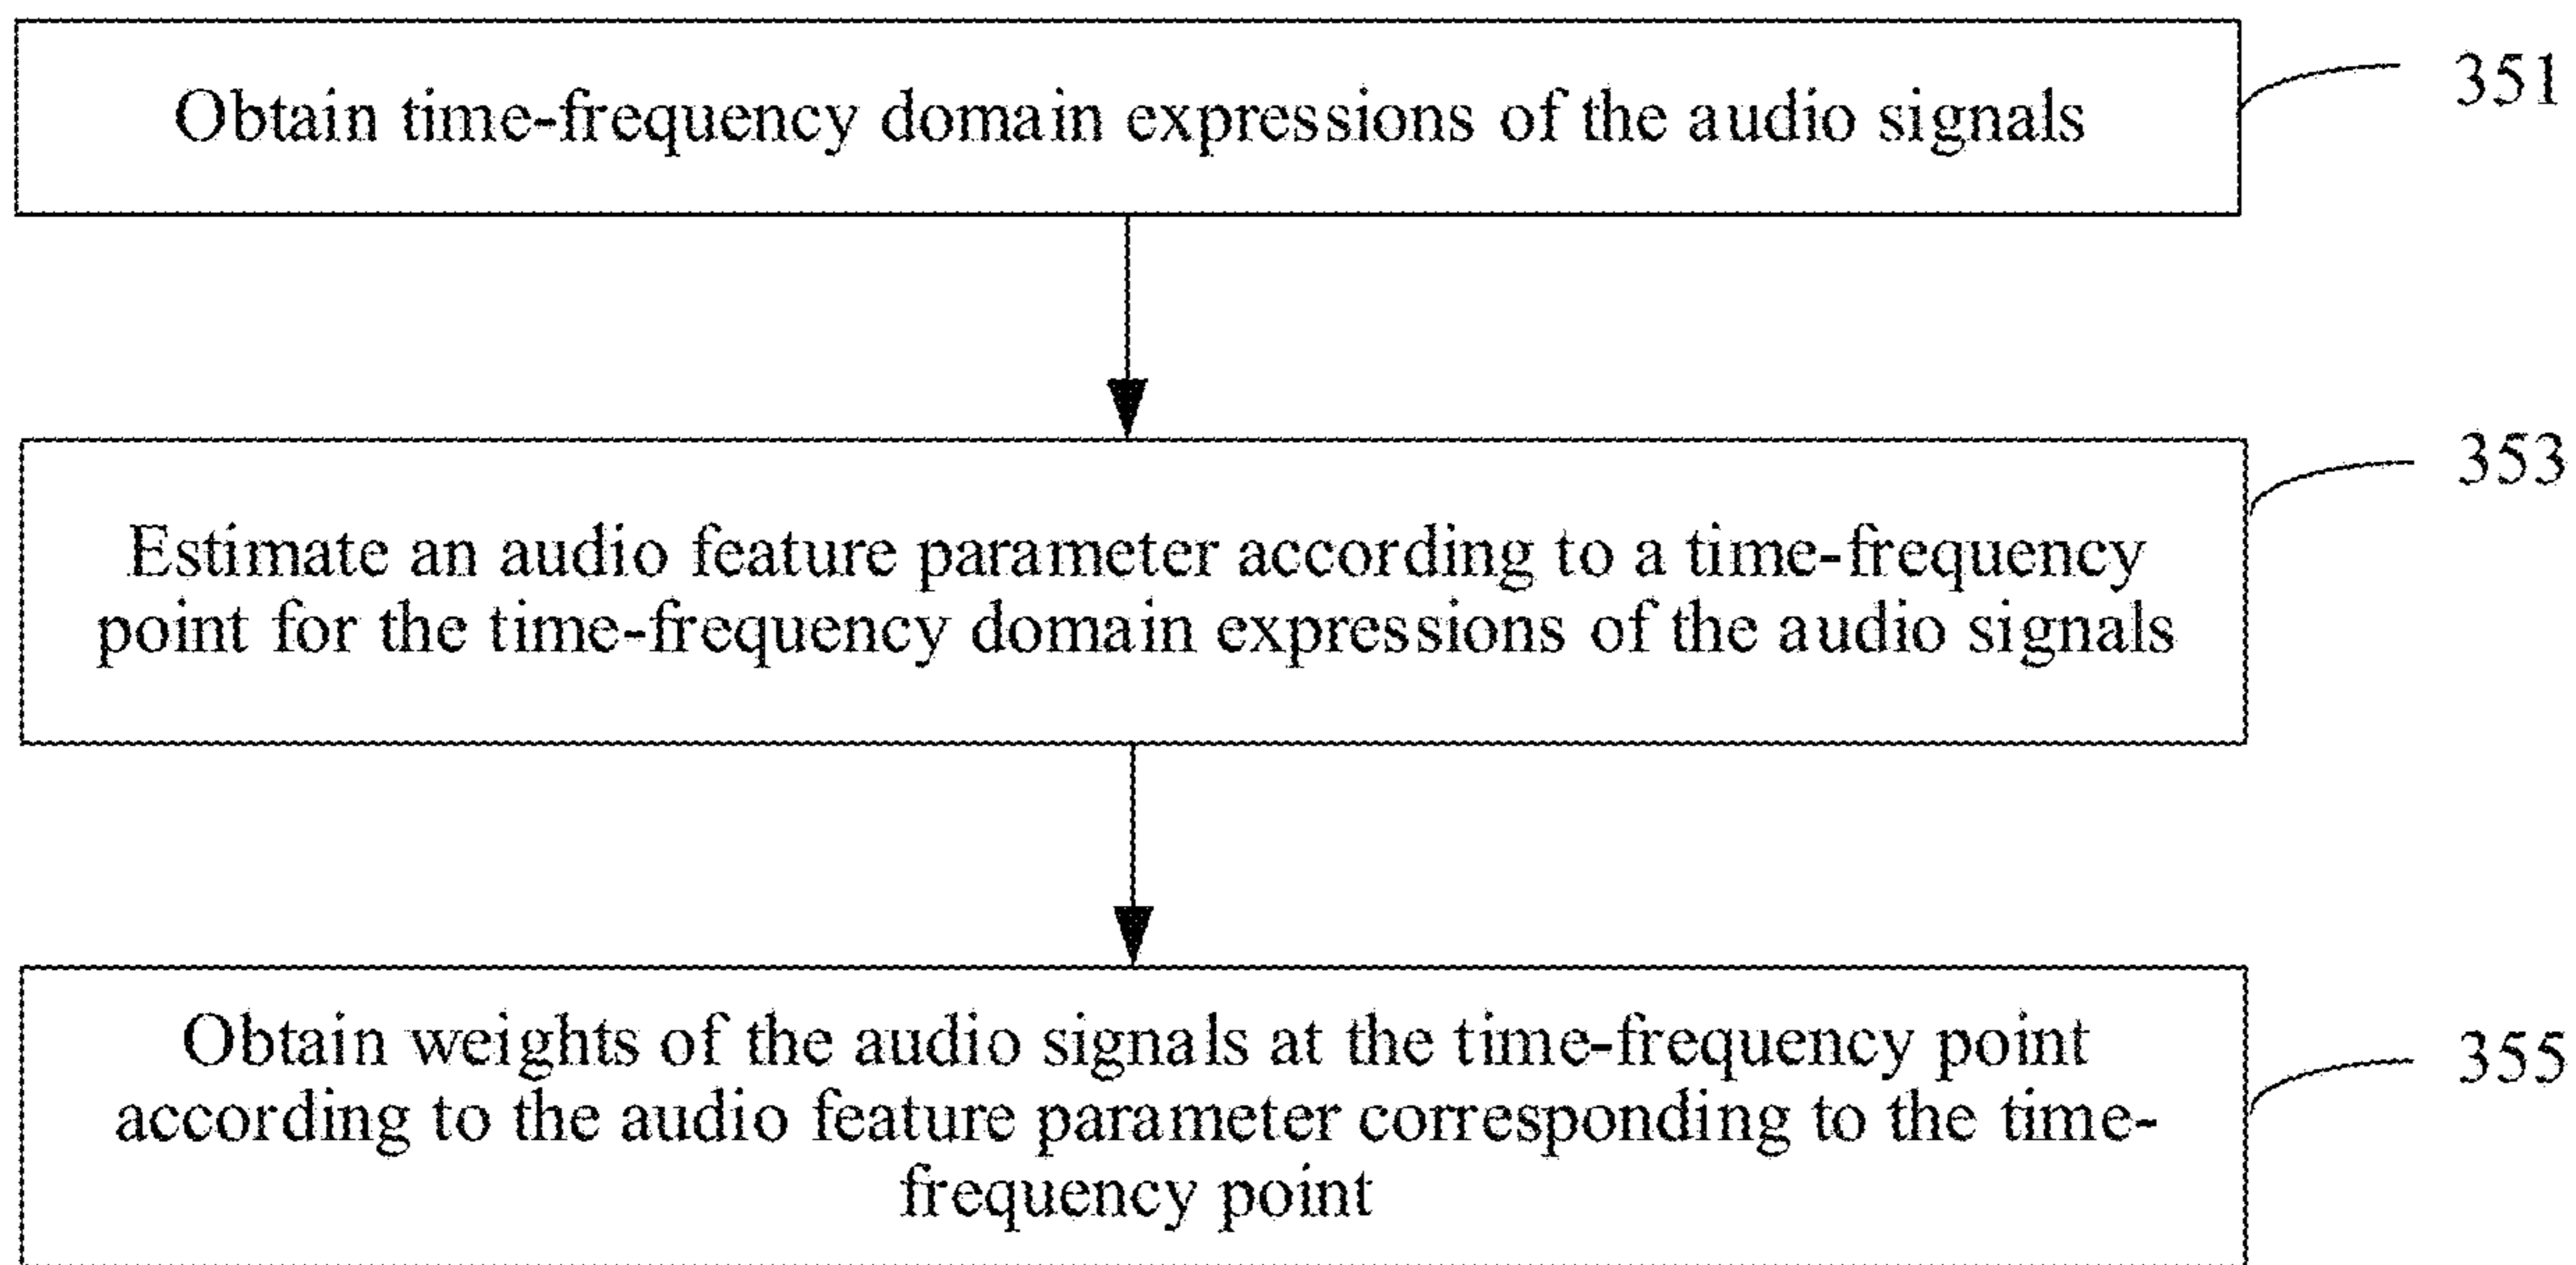 Obtain time-frequency domain expressions of the audio signals
351
Estimate an audio feature parameter according to a time-frequency
point for the time-frequency domain expressions of the audio signals
353
Obtain weights of the audio signals at the time-frequency point
according to the audio feature parameter corresponding to the time-
frequency point
355